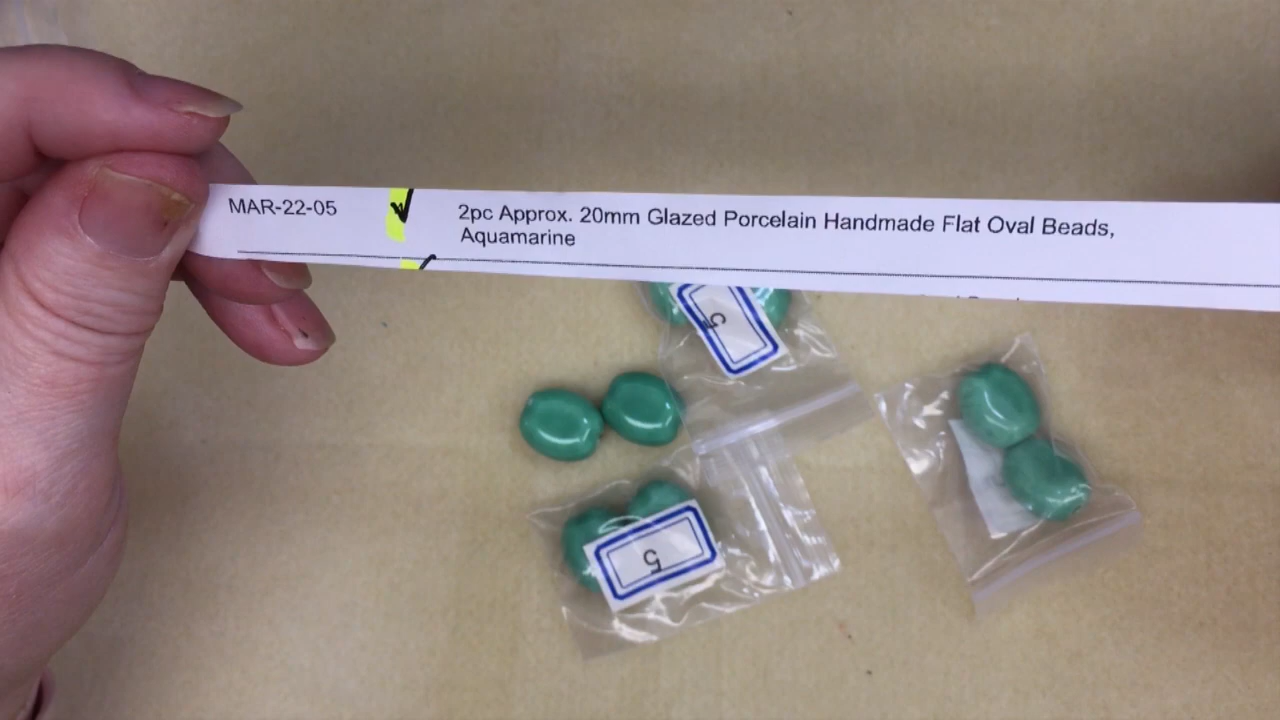 MAR-22-05
2pc Approx. 20mm Glazed Porcelain Handmade Flat Oval Beads,
Aquamarine
5
5